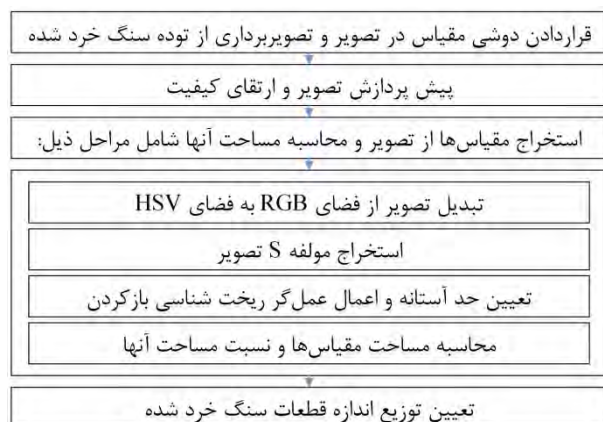 قراردادن دوشی مقیاس در تصویر و تصویربرداری از توده سنگ خرد شده
پیش پردازش تصویر و ارتقای کیفیت
استخراج مقیاس‌ها از تصویر و محاسبه مساحت آنها شامل مراحل ذیل:
تبدیل تصویر از فضای RGB به فضای HSV
استخراج مولفه S تصویر
تعیین حد آستانه و اعمال عمل‌گر ریخت شناسی بازکردن
محاسبه مساحت مقیاس‌ها و نسبت مساحت آنها
تعیین توزیع اندازه قطعات سنگ خرد شده